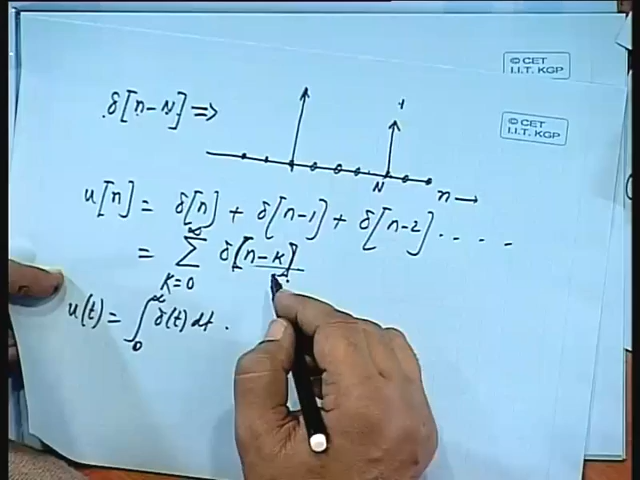 © CET
I.I.T. KGP
© CET
I.I.T. KGP
δ[n-N] ⇒
1
N
n →
u[n] = δ[n] + δ[n-1] + δ[n-2] . . . .
= ∞ Σ K=0 δ[n-K]
u(t) = ∫₀^∞ δ(t) dt .